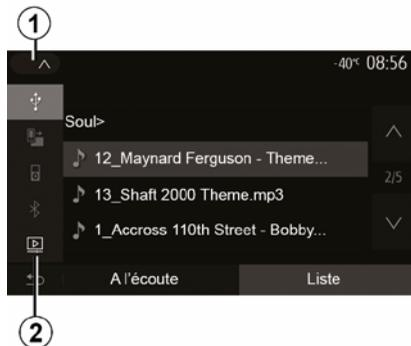 1
-40°C 08:56
Soul>
12_Maynard Ferguson - Theme...
2/5
13_Shaft 2000 Theme.mp3
1_Accross 110th Street - Bobby...
A l'écoute Liste
2